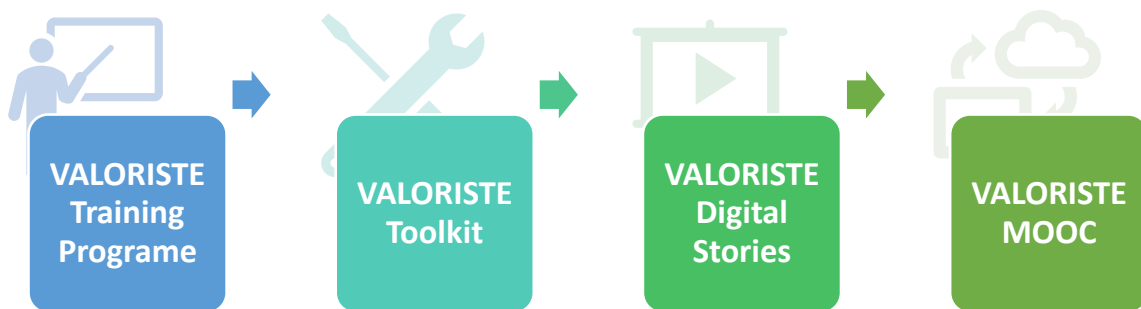 VALORISTE
Training
Programe
VALORISTE
Toolkit
VALORISTE
Digital
Stories
VALORISTE
MOOC